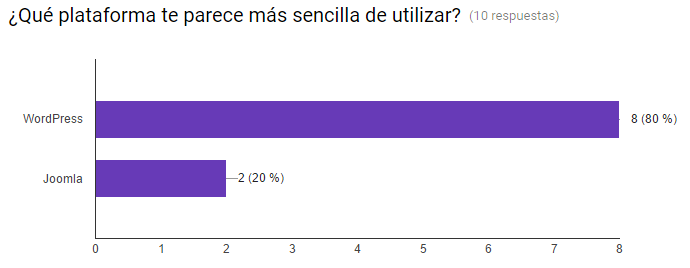 ¿Qué plataforma te parece más sencilla de utilizar? (10 respuestas)
WordPress 8 (80 %)
Joomla 2 (20 %)
0 1 2 3 4 5 6 7 8